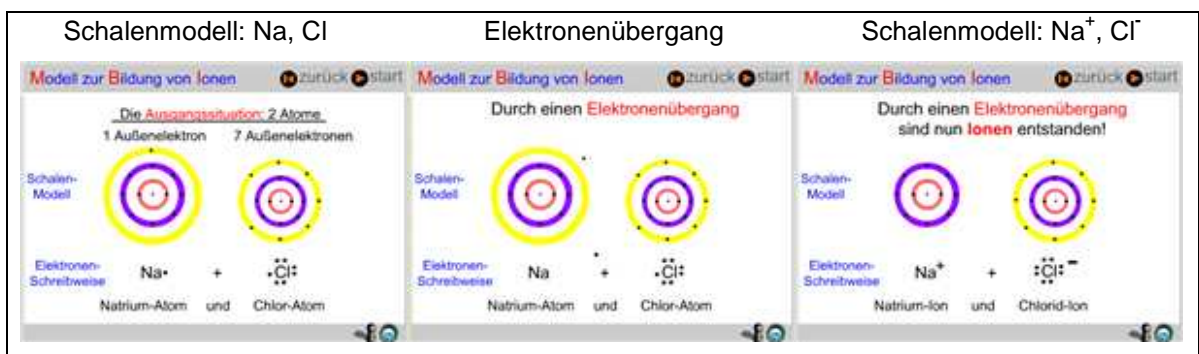 Schalenmodell: Na, Cl
Elektronenübergang
Schalenmodell: Na⁺, Cl⁻
Modell zur Bildung von Ionen zurück start
Die Ausgangssituation: 2 Atome
1 Außenelektron 7 Außenelektronen
Schalen-
Modell
Elektronen-
Schreibweise
Na• + •Cl:
Natrium-Atom und Chlor-Atom
Modell zur Bildung von Ionen zurück start
Durch einen Elektronenübergang
Schalen-
Modell
Elektronen-
Schreibweise
Na + •Cl:
Natrium-Atom und Chlor-Atom
Modell zur Bildung von Ionen zurück start
Durch einen Elektronenübergang
sind nun Ionen entstanden!
Schalen-
Modell
Elektronen-
Schreibweise
Na⁺ + :Cl:⁻
Natrium-Ion und Chlorid-Ion